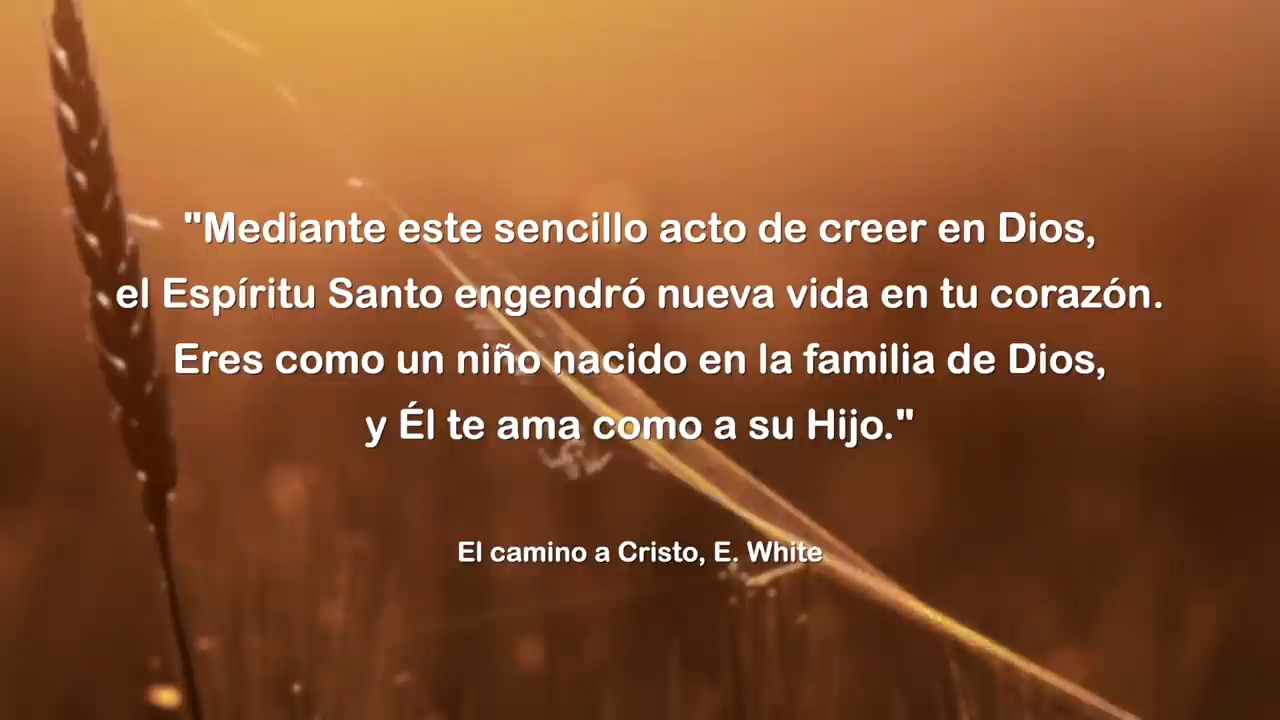 "Mediante este sencillo acto de creer en Dios,
el Espíritu Santo engendró nueva vida en tu corazón.
Eres como un niño nacido en la familia de Dios,
y Él te ama como a su Hijo."
El camino a Cristo, E. White